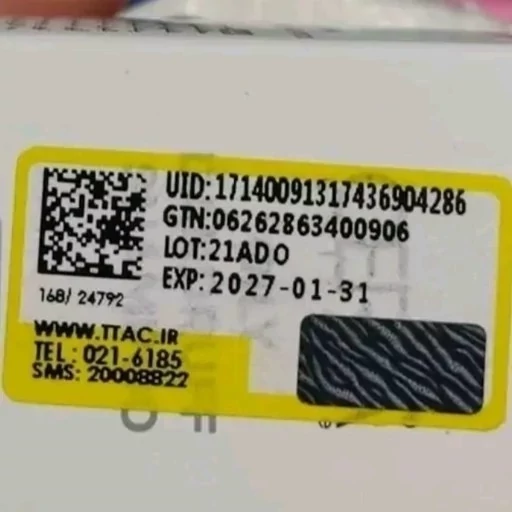 UID:17140091317436904286
GTN:06262863400906
LOT:21ADO
EXP: 2027-01-31
168/ 24792
WWW.TTAC.IR
TEL : 021-6185
SMS: 20008822